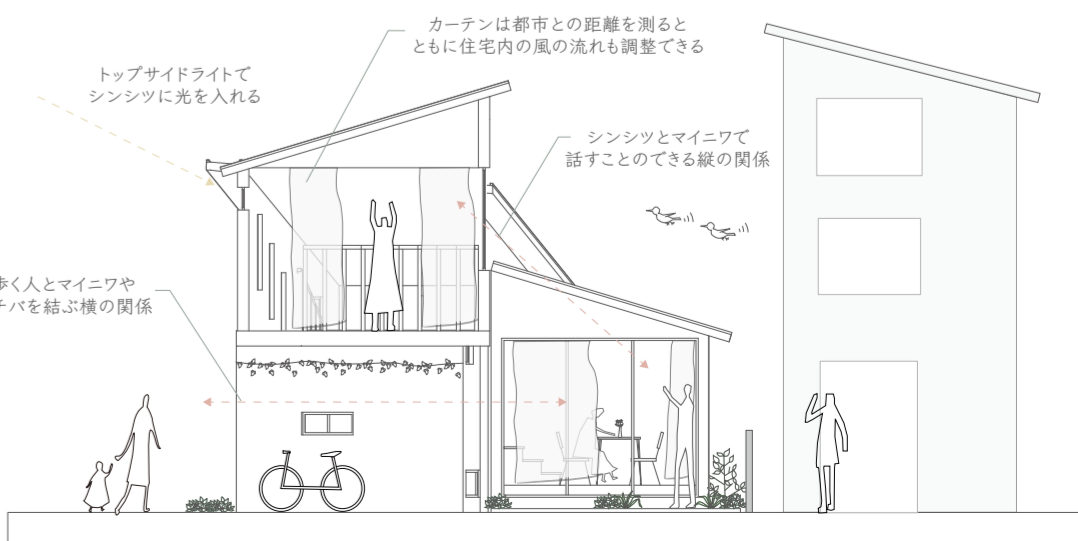 カーテンは都市との距離を測ると
ともに住宅内の風の流れも調整できる
トップサイドライトで
シンシツに光を入れる
シンシツとマイニワで
話すことのできる縦の関係
歩く人とマイニワや
チバを結ぶ横の関係